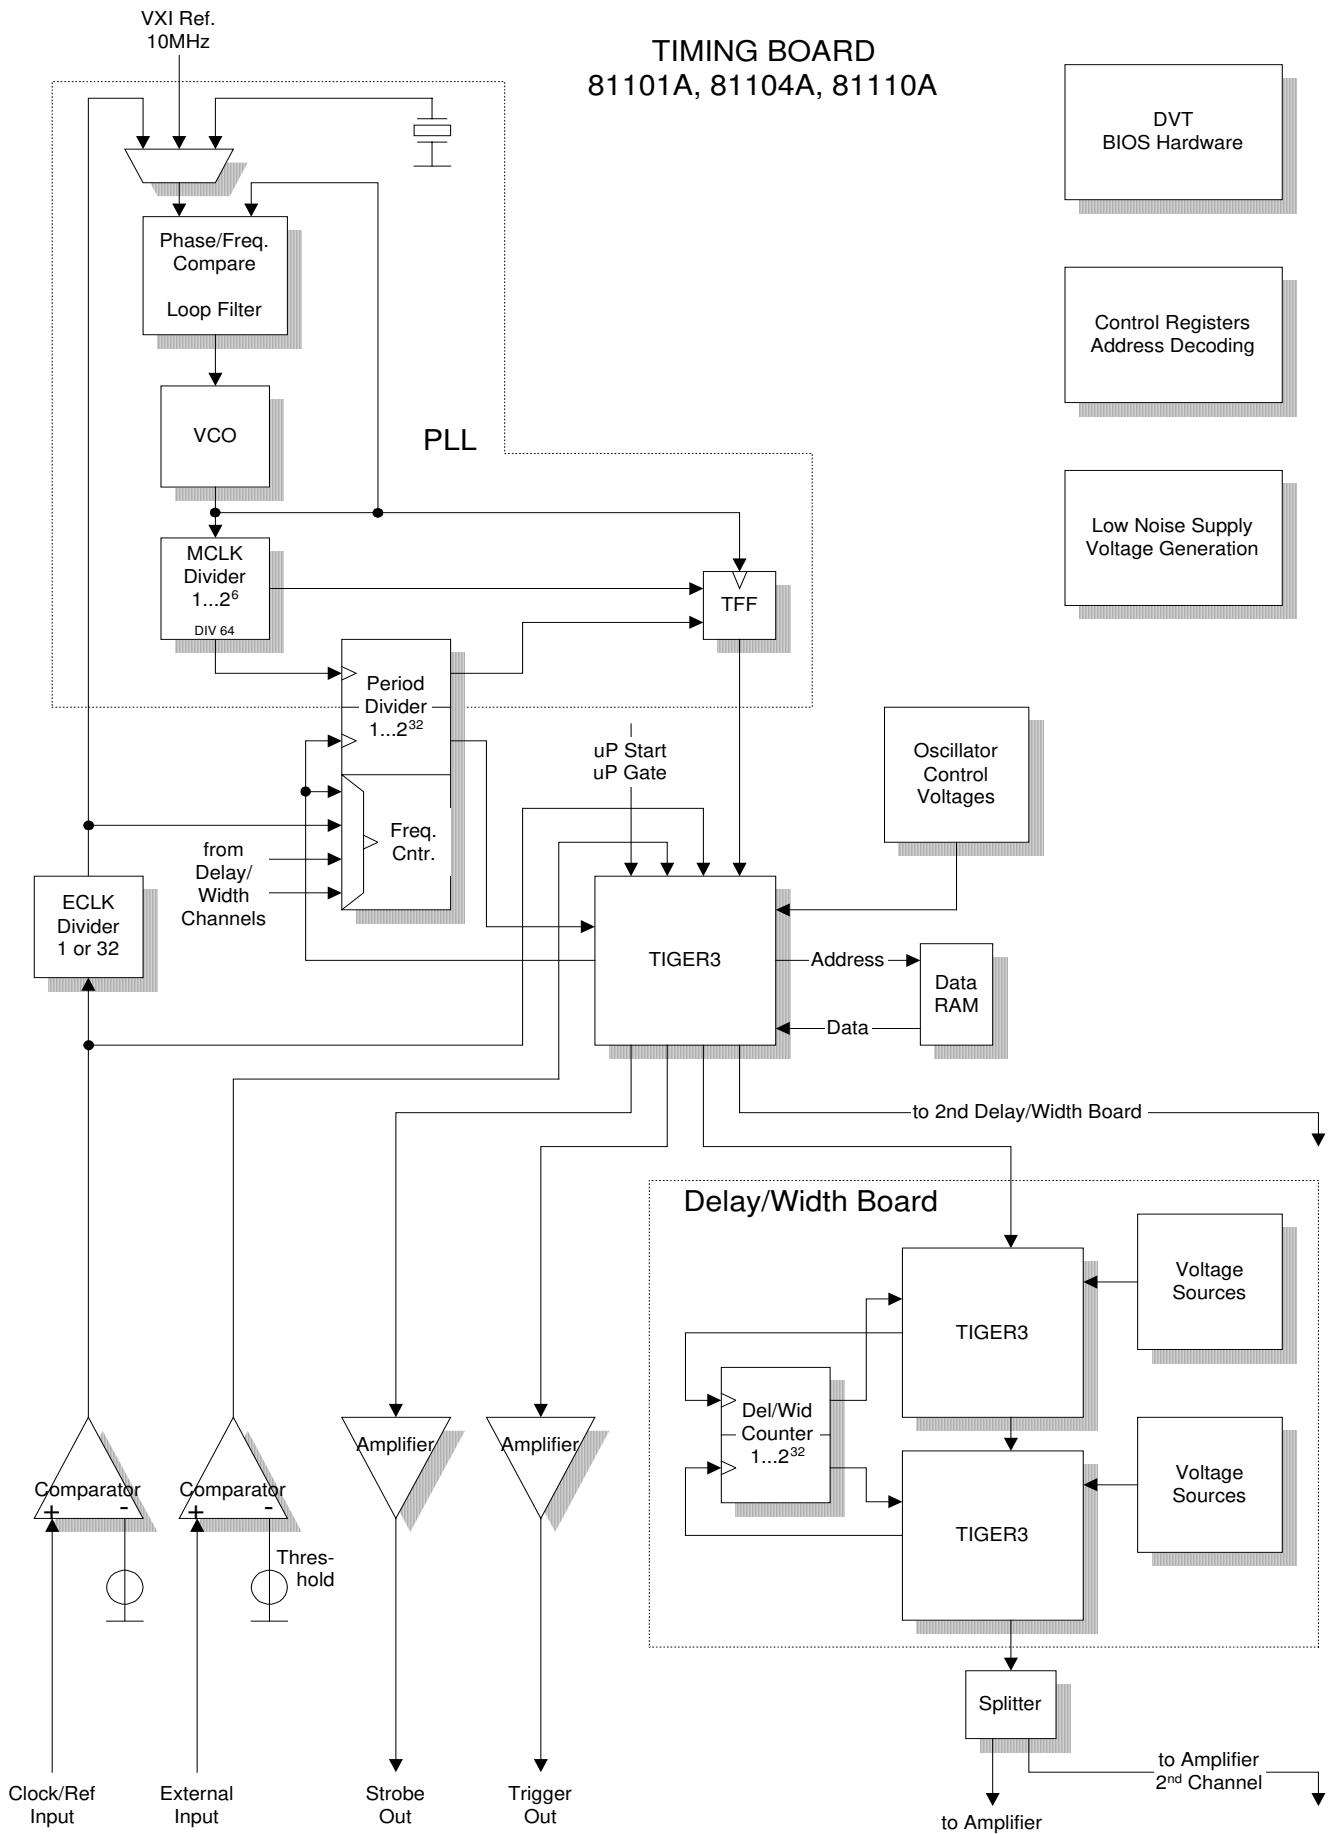 VXI Ref.
10MHz
TIMING BOARD
81101A, 81104A, 81110A
DVT
BIOS Hardware
Phase/Freq.
Compare
Loop Filter
Control Registers
Address Decoding
VCO
PLL
Low Noise Supply
Voltage Generation
MCLK
Divider
1...2⁶
DIV 64
TFF
Period
Divider
1...2³²
uP Start
uP Gate
Oscillator
Control
Voltages
Freq.
Cntr.
from
Delay/
Width
Channels
ECLK
Divider
1 or 32
TIGER3
Address
Data
RAM
Data
to 2nd Delay/Width Board
Delay/Width Board
Voltage
Sources
TIGER3
Del/Wid
Counter
1...2³²
Amplifier
Amplifier
Comparator
+ -
Comparator
+ -
Voltage
Sources
TIGER3
Thres-
hold
Splitter
to Amplifier
2nd Channel
Clock/Ref
Input
External
Input
Strobe
Out
Trigger
Out
to Amplifier